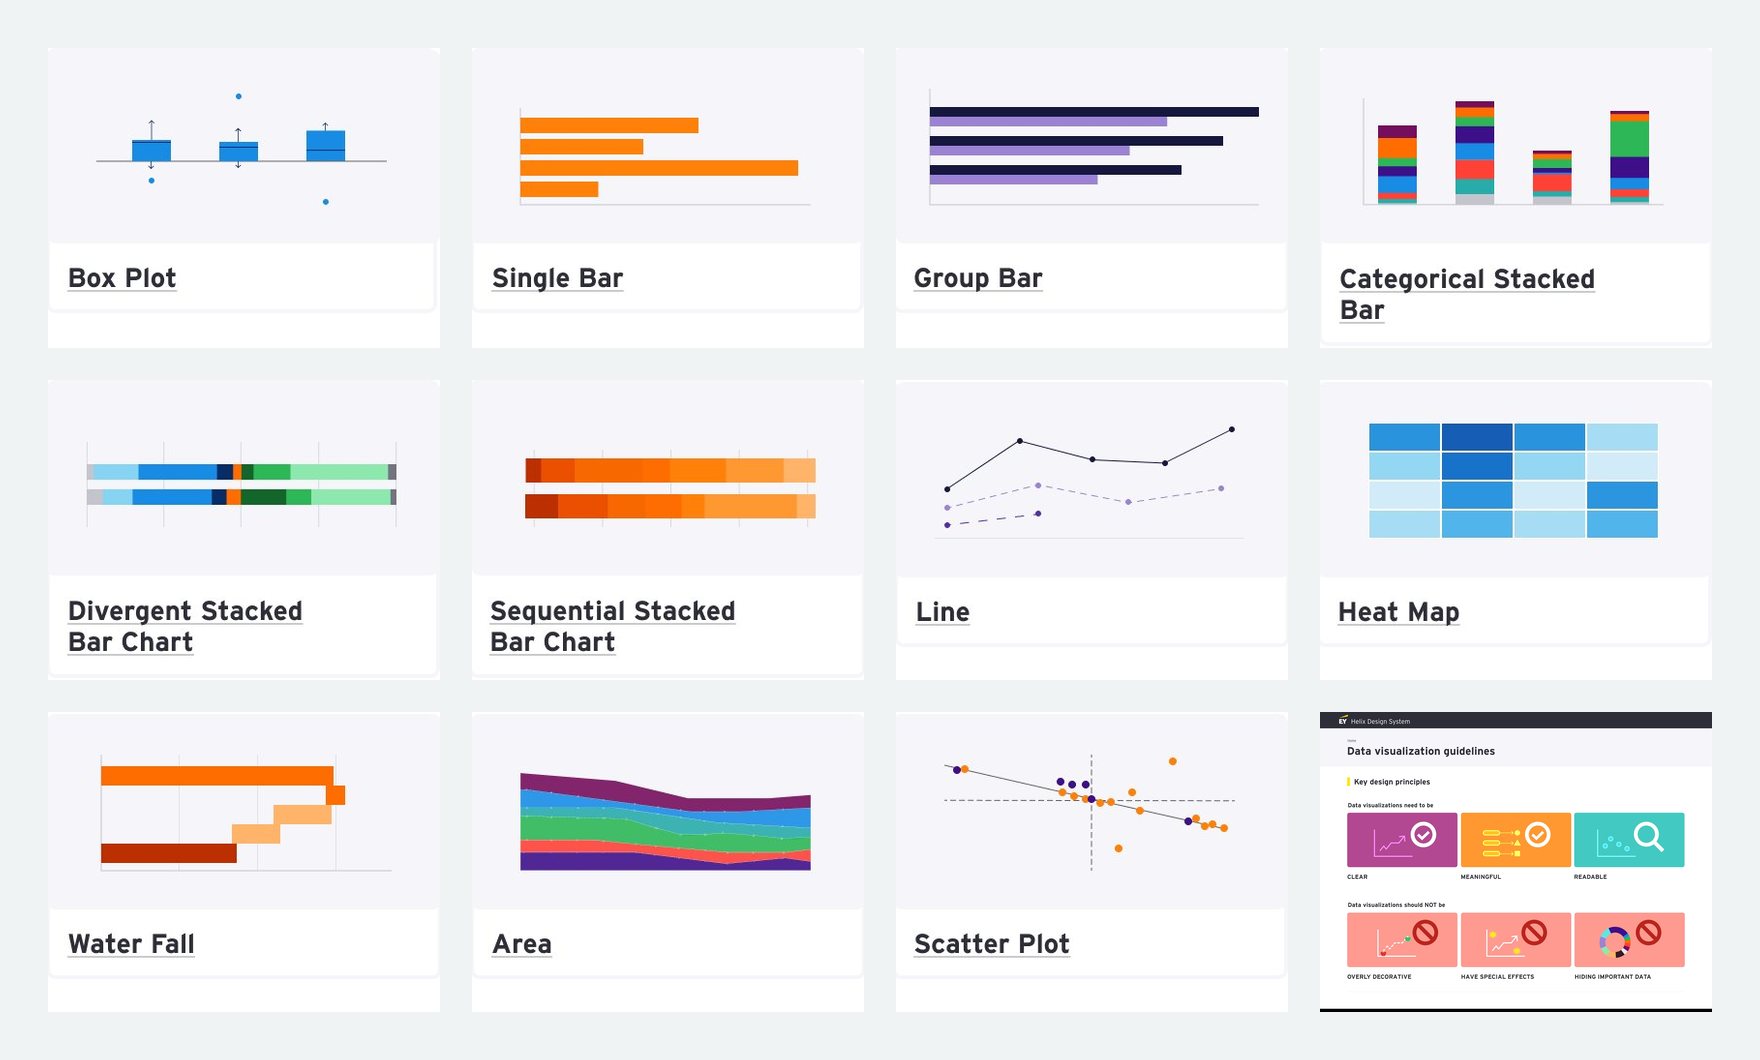 Box Plot
Single Bar
Group Bar
Categorical Stacked
Bar
Divergent Stacked
Bar Chart
Sequential Stacked
Bar Chart
Line
Heat Map
Water Fall
Area
Scatter Plot
EY Helix Design System
Data visualization guidelines
Key design principles
Data visualizations need to be
CLEAR
MEANINGFUL
READABLE
Data visualizations should NOT be
OVERLY DECORATIVE
HAVE SPECIAL EFFECTS
HIDING IMPORTANT DATA